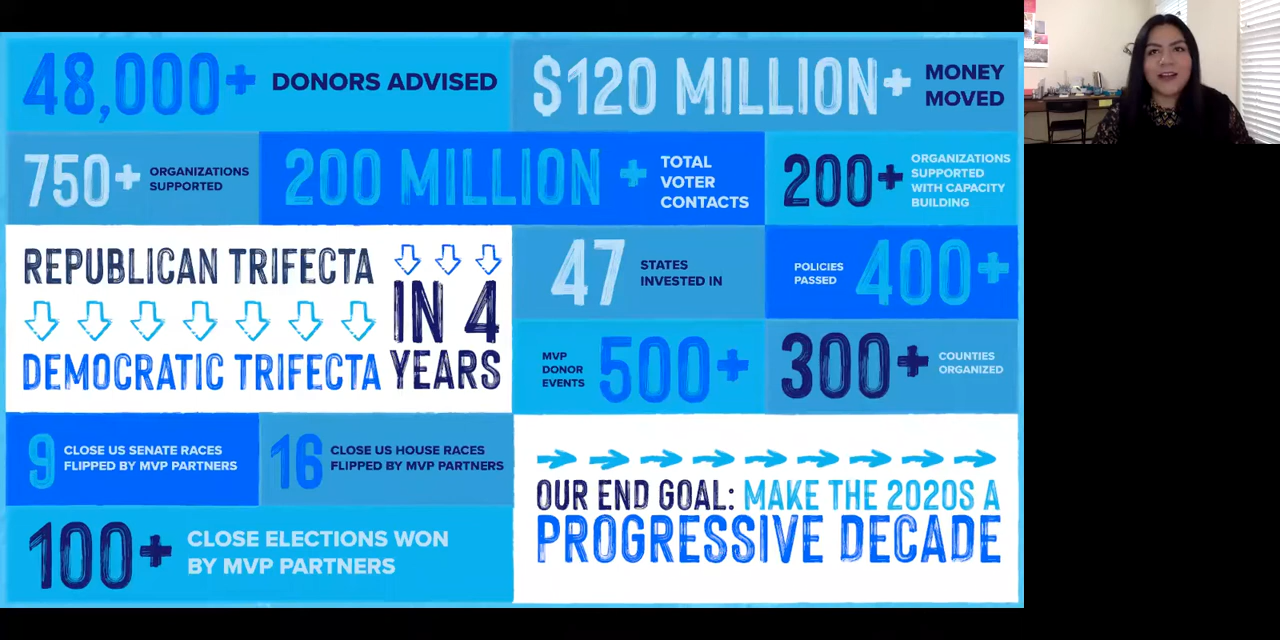 48,000+ DONORS ADVISED
$120 MILLION+ MONEY
MOVED
750+ ORGANIZATIONS
SUPPORTED
200 MILLION + TOTAL
VOTER
CONTACTS
200+ ORGANIZATIONS
SUPPORTED
WITH CAPACITY
BUILDING
REPUBLICAN TRIFECTA
DEMOCRATIC TRIFECTA
IN 4
YEARS
47 STATES
INVESTED IN
POLICIES
PASSED 400+
MVP
DONOR
EVENTS 500+
300+ COUNTIES
ORGANIZED
9 CLOSE US SENATE RACES
FLIPPED BY MVP PARTNERS
16 CLOSE US HOUSE RACES
FLIPPED BY MVP PARTNERS
100+ CLOSE ELECTIONS WON
BY MVP PARTNERS
OUR END GOAL: MAKE THE 2020S A
PROGRESSIVE DECADE